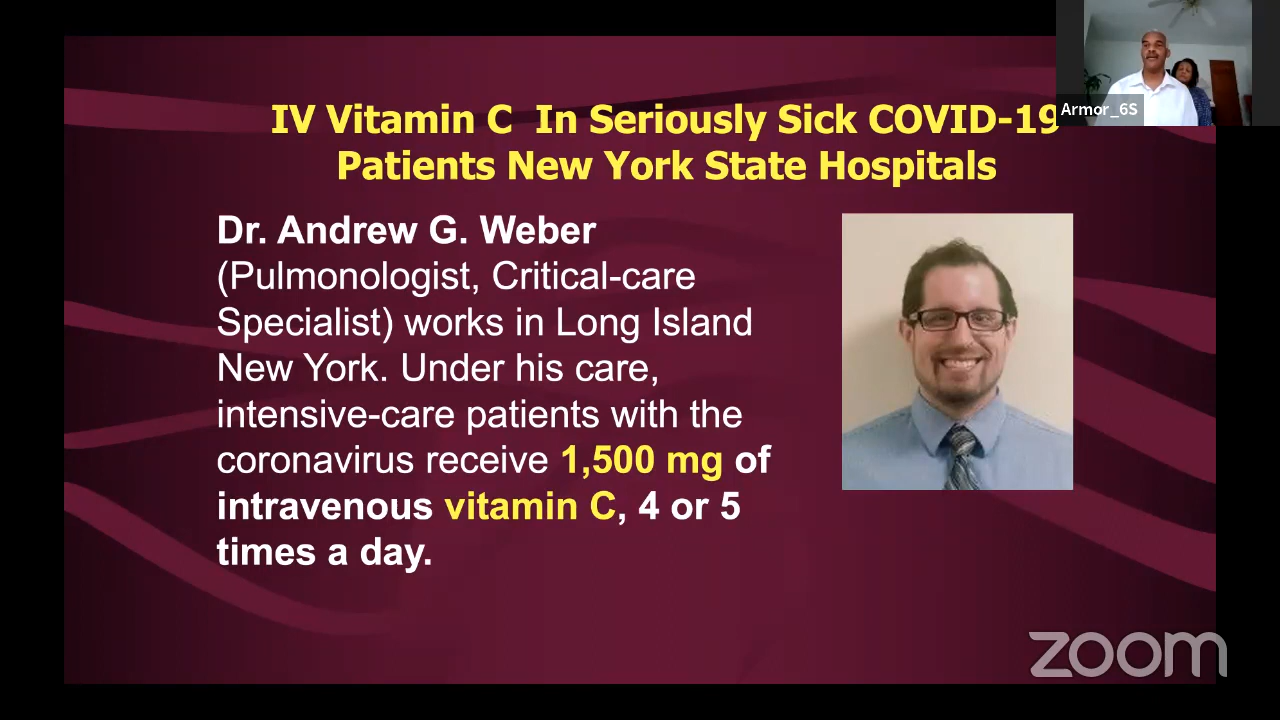 IV Vitamin C In Seriously Sick COVID-19
Armor_6S
Patients New York State Hospitals
Dr. Andrew G. Weber
(Pulmonologist, Critical-care
Specialist) works in Long Island
New York. Under his care,
intensive-care patients with the
coronavirus receive 1,500 mg of
intravenous vitamin C, 4 or 5
times a day.
zoom